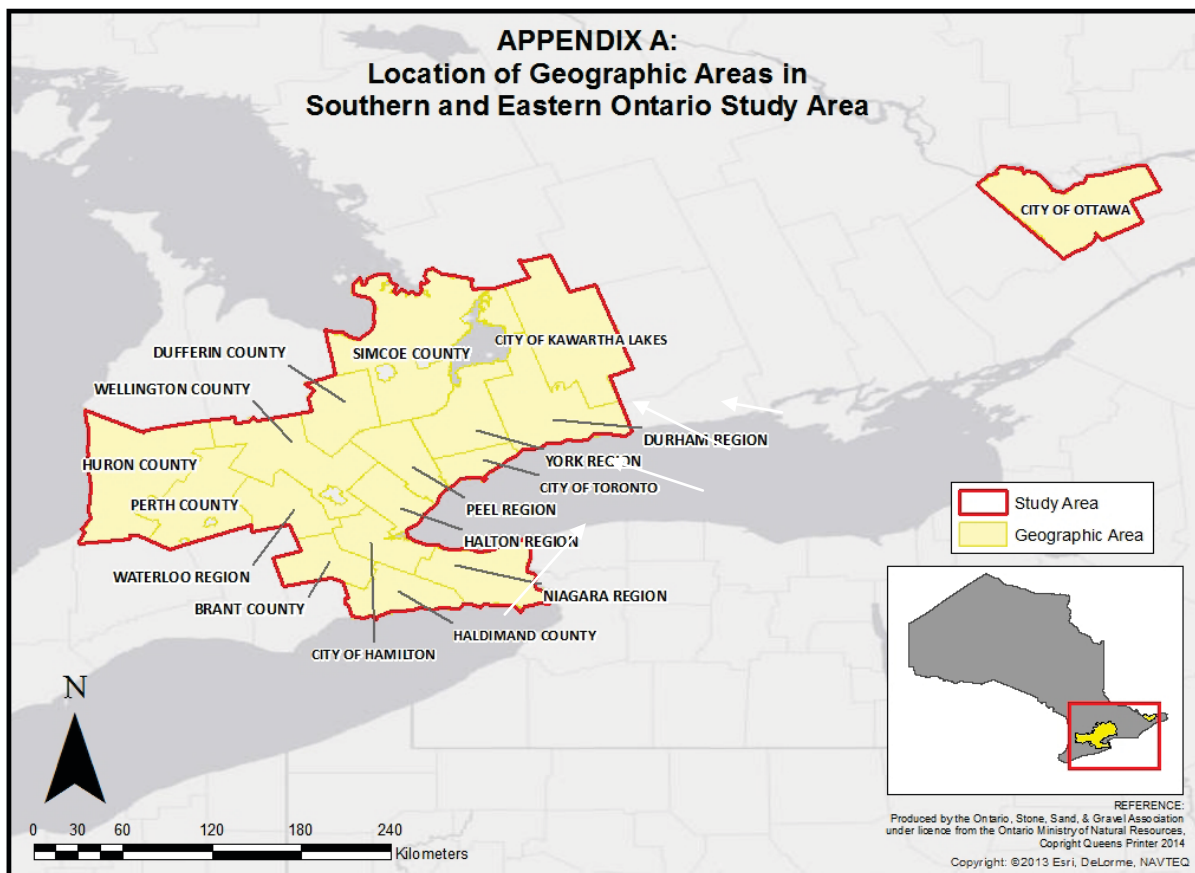 APPENDIX A:
Location of Geographic Areas in
Southern and Eastern Ontario Study Area
CITY OF OTTAWA
CITY OF KAWARTHA LAKES
SIMCOE COUNTY
DUFFERIN COUNTY
WELLINGTON COUNTY
DURHAM REGION
HURON COUNTY
YORK REGION
CITY OF TORONTO
PERTH COUNTY
PEEL REGION
HALTON REGION
WATERLOO REGION
NIAGARA REGION
BRANT COUNTY
HALDIMAND COUNTY
CITY OF HAMILTON
Study Area
Geographic Area
N
0 30 60 120 180 240
Kilometers
REFERENCE:
Produced by the Ontario, Stone, Sand, & Gravel Association
under licence from the Ontario Ministry of Natural Resources,
Copright Queens Printer 2014
Copyright: ©2013 Esri, DeLorme, NAVTEQ